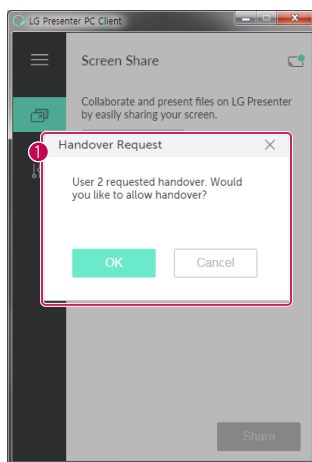 LG Presenter PC Client
Screen Share
Collaborate and present files on LG Presenter
by easily sharing your screen.
1
Handover Request
User 2 requested handover. Would
you like to allow handover?
OK
Cancel
Share